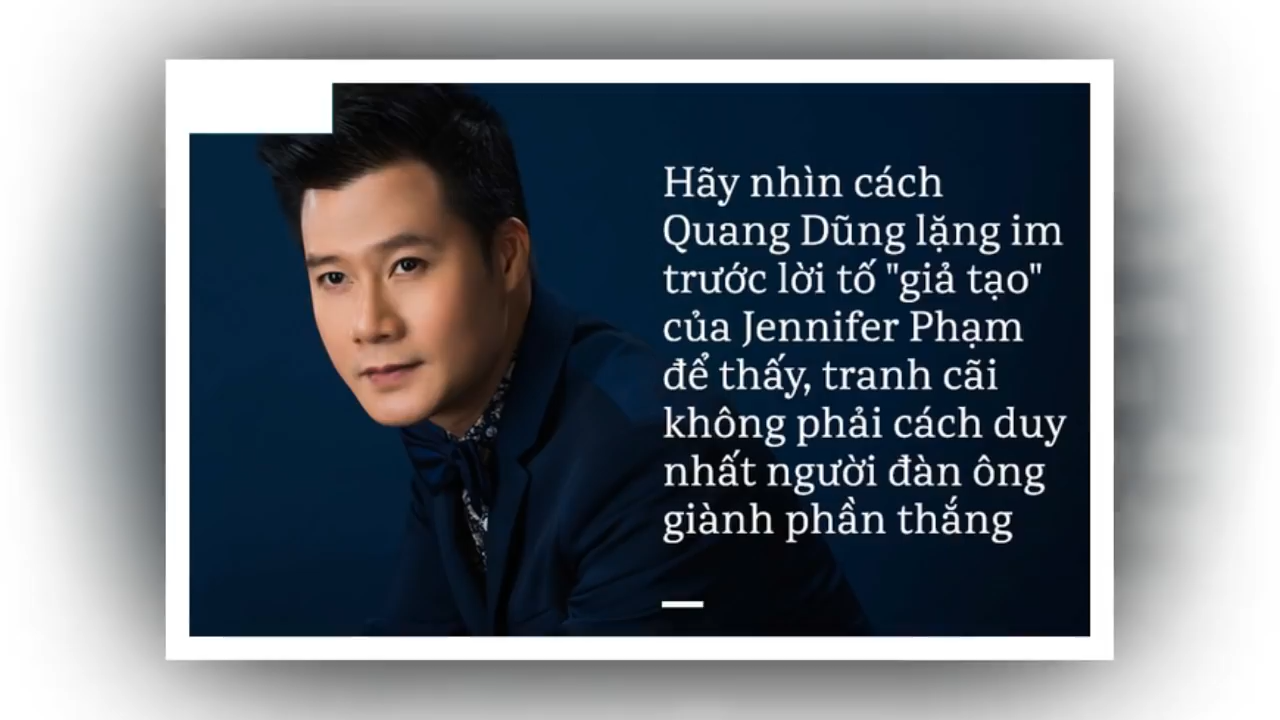 Hãy nhìn cách
Quang Dũng lặng im
trước lời tố "giả tạo"
của Jennifer Phạm
để thấy, tranh cãi
không phải cách duy
nhất người đàn ông
giành phần thắng